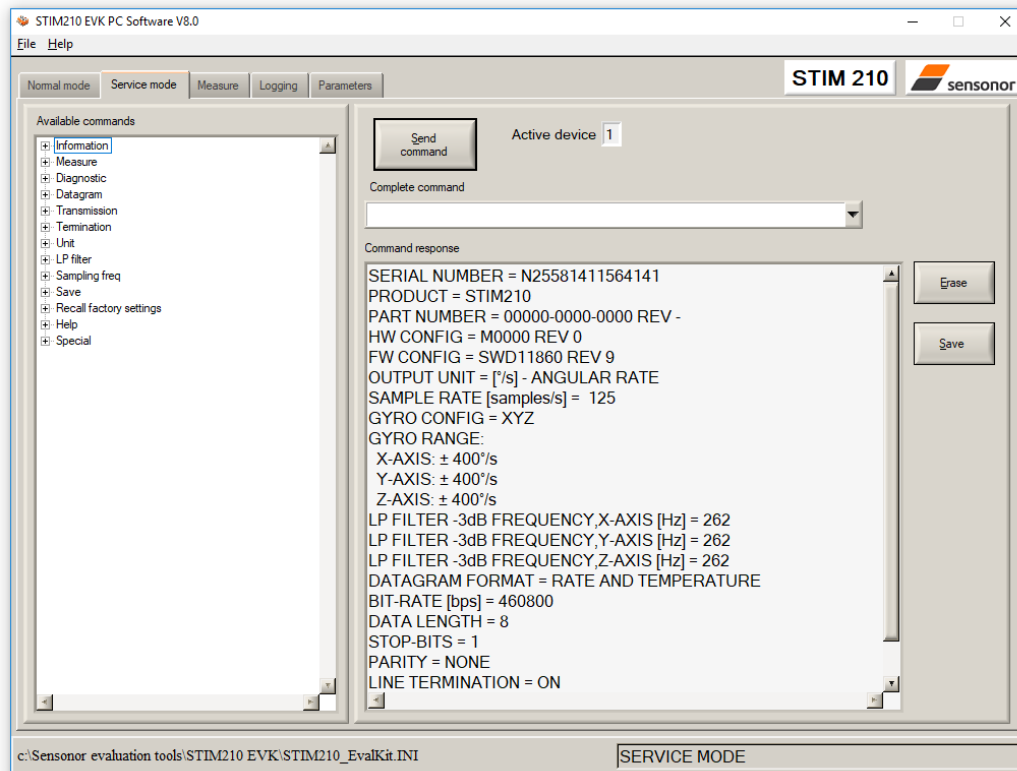 STIM210 EVK PC Software V8.0
File Help
Normal mode Service mode Measure Logging Parameters
STIM 210
sensonor
Available commands
Information
Measure
Diagnostic
Datagram
Transmission
Termination
Unit
LP filter
Sampling freq
Save
Recall factory settings
Help
Special
Send
command
Active device 1
Complete command
Command response
SERIAL NUMBER = N25581411564141
PRODUCT = STIM210
PART NUMBER = 00000-0000-0000 REV -
HW CONFIG = M0000 REV 0
FW CONFIG = SWD11860 REV 9
OUTPUT UNIT = [°/s] - ANGULAR RATE
SAMPLE RATE [samples/s] =  125
GYRO CONFIG = XYZ
GYRO RANGE:
X-AXIS: ± 400°/s
Y-AXIS: ± 400°/s
Z-AXIS: ± 400°/s
LP FILTER -3dB FREQUENCY,X-AXIS [Hz] = 262
LP FILTER -3dB FREQUENCY,Y-AXIS [Hz] = 262
LP FILTER -3dB FREQUENCY,Z-AXIS [Hz] = 262
DATAGRAM FORMAT = RATE AND TEMPERATURE
BIT-RATE [bps] = 460800
DATA LENGTH = 8
STOP-BITS = 1
PARITY = NONE
LINE TERMINATION = ON
Erase
Save
c:\Sensonor evaluation tools\STIM210 EVK\STIM210_EvalKit.INI
SERVICE MODE